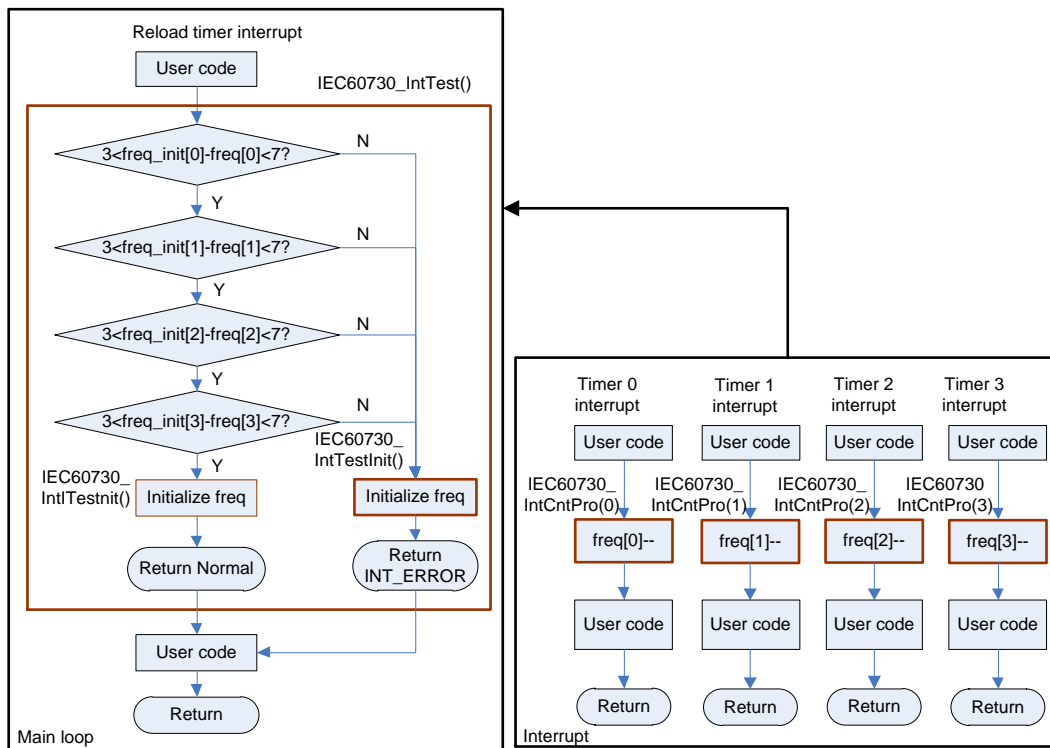 Reload timer interrupt
User code
IEC60730_IntTest()
3<freq_init[0]-freq[0]<7?
N
Y
3<freq_init[1]-freq[1]<7?
N
Y
3<freq_init[2]-freq[2]<7?
N
Y
3<freq_init[3]-freq[3]<7?
N
Y
IEC60730_
IntITestnit()
Initialize freq
IEC60730_
IntTestInit()
Initialize freq
Return Normal
Return
INT_ERROR
User code
Return
Main loop
Timer 0
interrupt
Timer 1
interrupt
Timer 2
interrupt
Timer 3
interrupt
User code
User code
User code
User code
IEC60730_
IntCntPro(0)
IEC60730_
IntCntPro(1)
IEC60730_
IntCntPro(2)
IEC60730
IntCntPro(3)
freq[0]--
freq[1]--
freq[2]--
freq[3]--
User code
User code
User code
User code
Return
Return
Return
Return
Interrupt